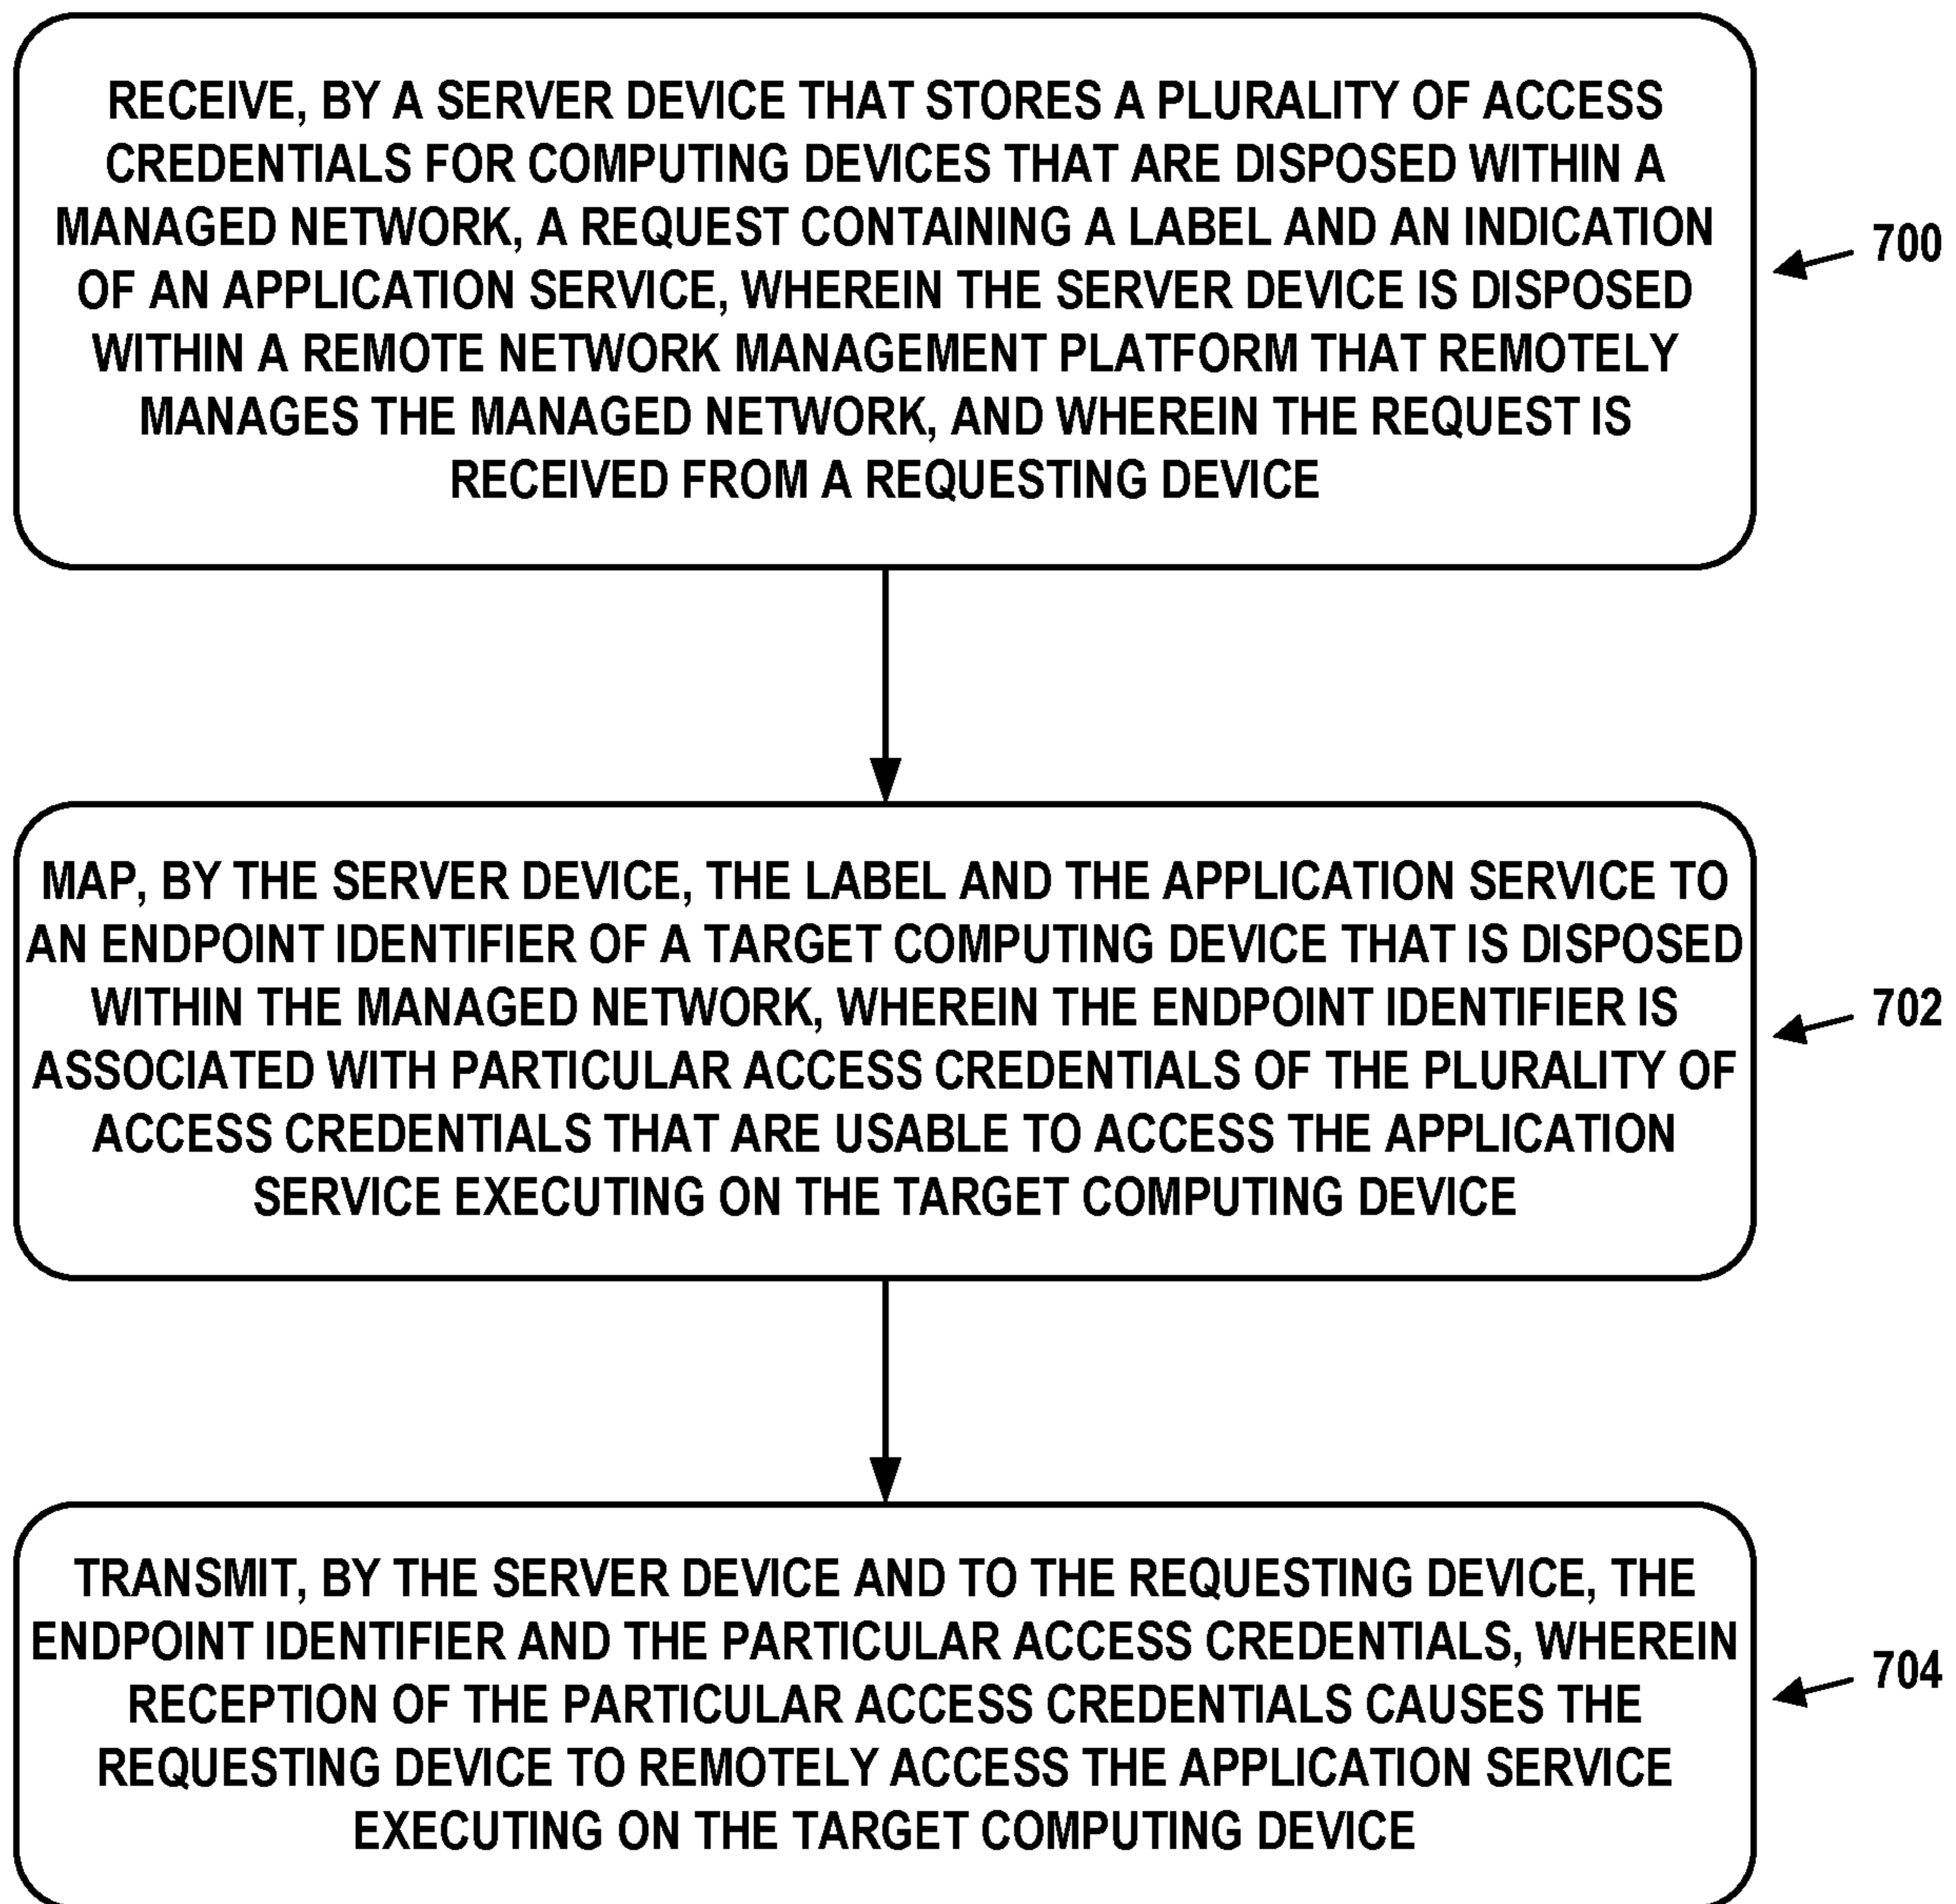 RECEIVE, BY A SERVER DEVICE THAT STORES A PLURALITY OF ACCESS
CREDENTIALS FOR COMPUTING DEVICES THAT ARE DISPOSED WITHIN A
MANAGED NETWORK, A REQUEST CONTAINING A LABEL AND AN INDICATION
OF AN APPLICATION SERVICE, WHEREIN THE SERVER DEVICE IS DISPOSED
WITHIN A REMOTE NETWORK MANAGEMENT PLATFORM THAT REMOTELY
MANAGES THE MANAGED NETWORK, AND WHEREIN THE REQUEST IS
RECEIVED FROM A REQUESTING DEVICE
700
MAP, BY THE SERVER DEVICE, THE LABEL AND THE APPLICATION SERVICE TO
AN ENDPOINT IDENTIFIER OF A TARGET COMPUTING DEVICE THAT IS DISPOSED
WITHIN THE MANAGED NETWORK, WHEREIN THE ENDPOINT IDENTIFIER IS
ASSOCIATED WITH PARTICULAR ACCESS CREDENTIALS OF THE PLURALITY OF
ACCESS CREDENTIALS THAT ARE USABLE TO ACCESS THE APPLICATION
SERVICE EXECUTING ON THE TARGET COMPUTING DEVICE
702
TRANSMIT, BY THE SERVER DEVICE AND TO THE REQUESTING DEVICE, THE
ENDPOINT IDENTIFIER AND THE PARTICULAR ACCESS CREDENTIALS, WHEREIN
RECEPTION OF THE PARTICULAR ACCESS CREDENTIALS CAUSES THE
REQUESTING DEVICE TO REMOTELY ACCESS THE APPLICATION SERVICE
EXECUTING ON THE TARGET COMPUTING DEVICE
704